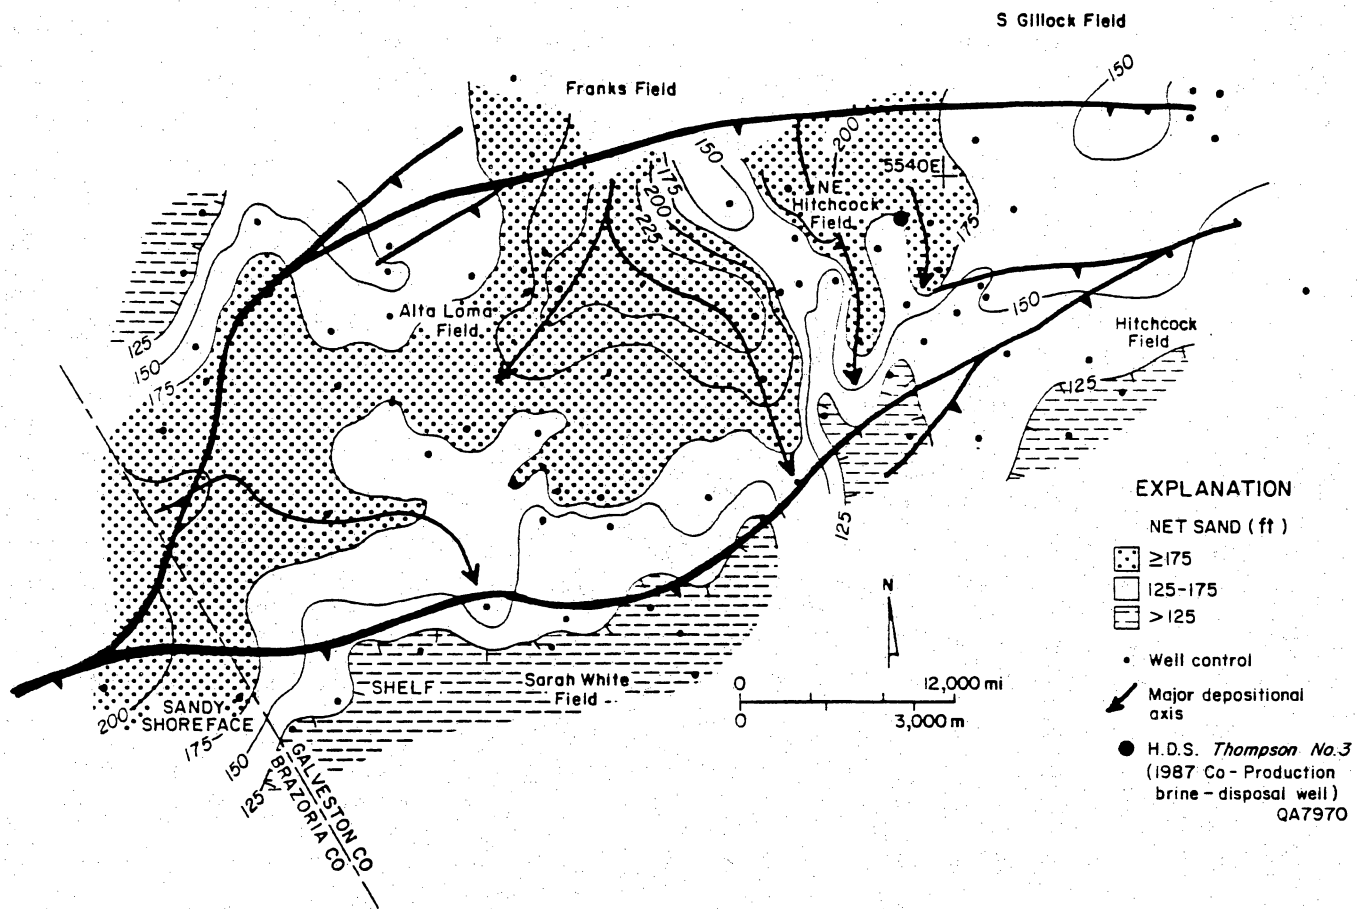 S Gillock Field
Franks Field
150
150
200
5540E
175
200
225
NE
Hitchcock
Field
175
Alta Loma
Field
150
Hitchcock
Field
125
150
175
125
125
EXPLANATION
NET SAND (ft)
≥175
125-175
>125
N
Well control
Major depositional
axis
H.D.S. Thompson No.3
(1987 Co-Production
brine-disposal well)
QA7970
0 12,000 mi
0 3,000 m
SHELF
Sarah White
Field
SANDY
SHOREFACE
200
175
150
125
GALVESTON CO
BRAZORIA CO